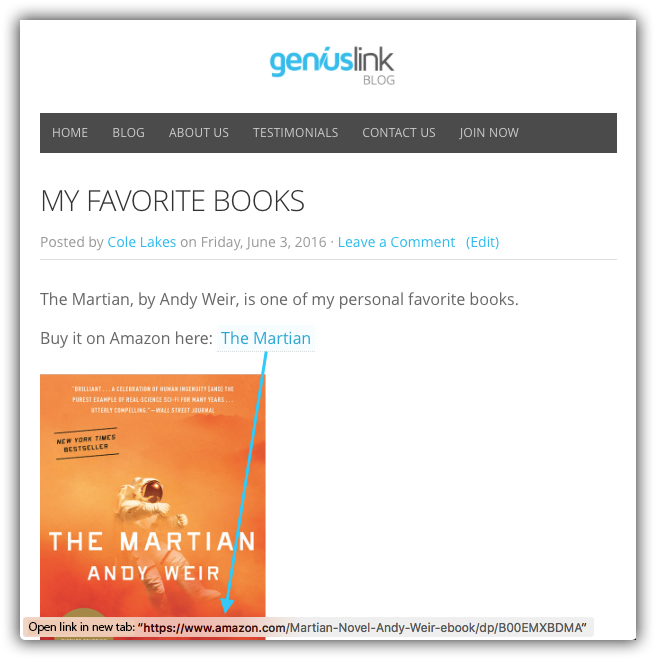 geniuslink
BLOG
HOME BLOG ABOUT US TESTIMONIALS CONTACT US JOIN NOW
MY FAVORITE BOOKS
Posted by Cole Lakes on Friday, June 3, 2016 · Leave a Comment (Edit)
The Martian, by Andy Weir, is one of my personal favorite books.
Buy it on Amazon here: The Martian
"BRILLIANT . . . A CELEBRATION OF HUMAN INGENUITY [AND] THE
PUREST EXAMPLE OF REAL-SCIENCE SCI-FI FOR MANY YEARS . . .
UTTERLY COMPELLING."—WALL STREET JOURNAL
NEW YORK TIMES
BESTSELLER
THE MARTIAN
ANDY WEIR
Open link in new tab: "https://www.amazon.com/Martian-Novel-Andy-Weir-ebook/dp/B00EMXBDMA"